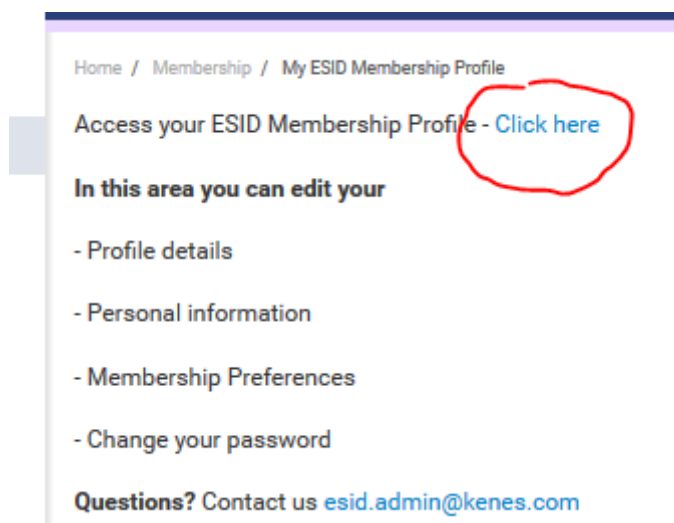 Home / Membership / My ESID Membership Profile
Access your ESID Membership Profile - Click here
In this area you can edit your
- Profile details
- Personal information
- Membership Preferences
- Change your password
Questions? Contact us esid.admin@kenes.com